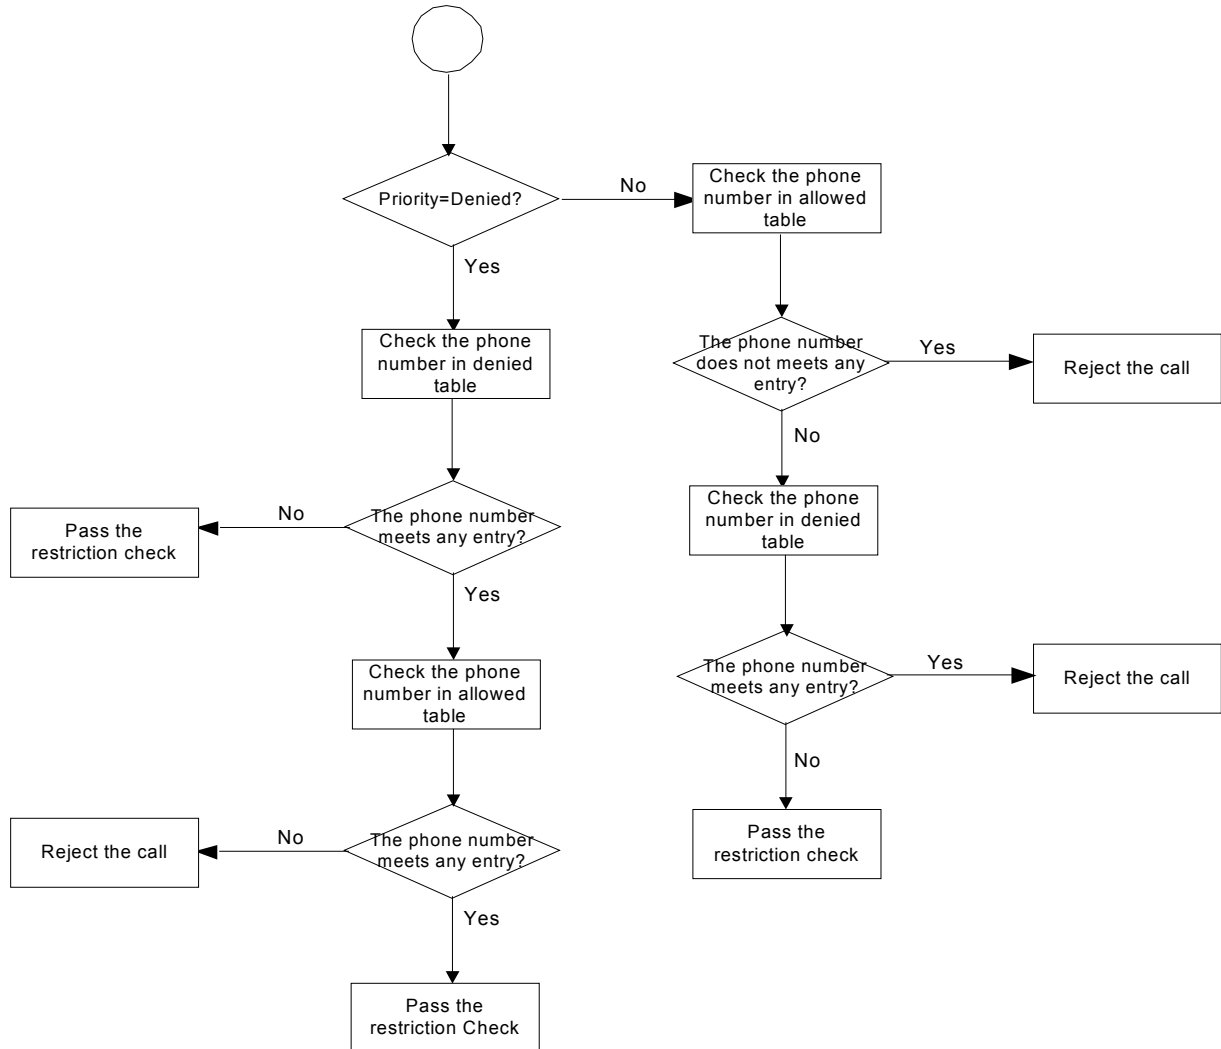 Priority=Denied?
No
Check the phone
number in allowed
table
Yes
Check the phone
number in denied
table
The phone number
does not meets any
entry?
Yes
Reject the call
No
Check the phone
number in denied
table
Pass the
restriction check
No
The phone number
meets any entry?
Yes
The phone number
meets any entry?
Yes
Reject the call
Check the phone
number in allowed
table
No
Reject the call
No
The phone number
meets any entry?
Pass the
restriction check
Yes
Pass the
restriction Check